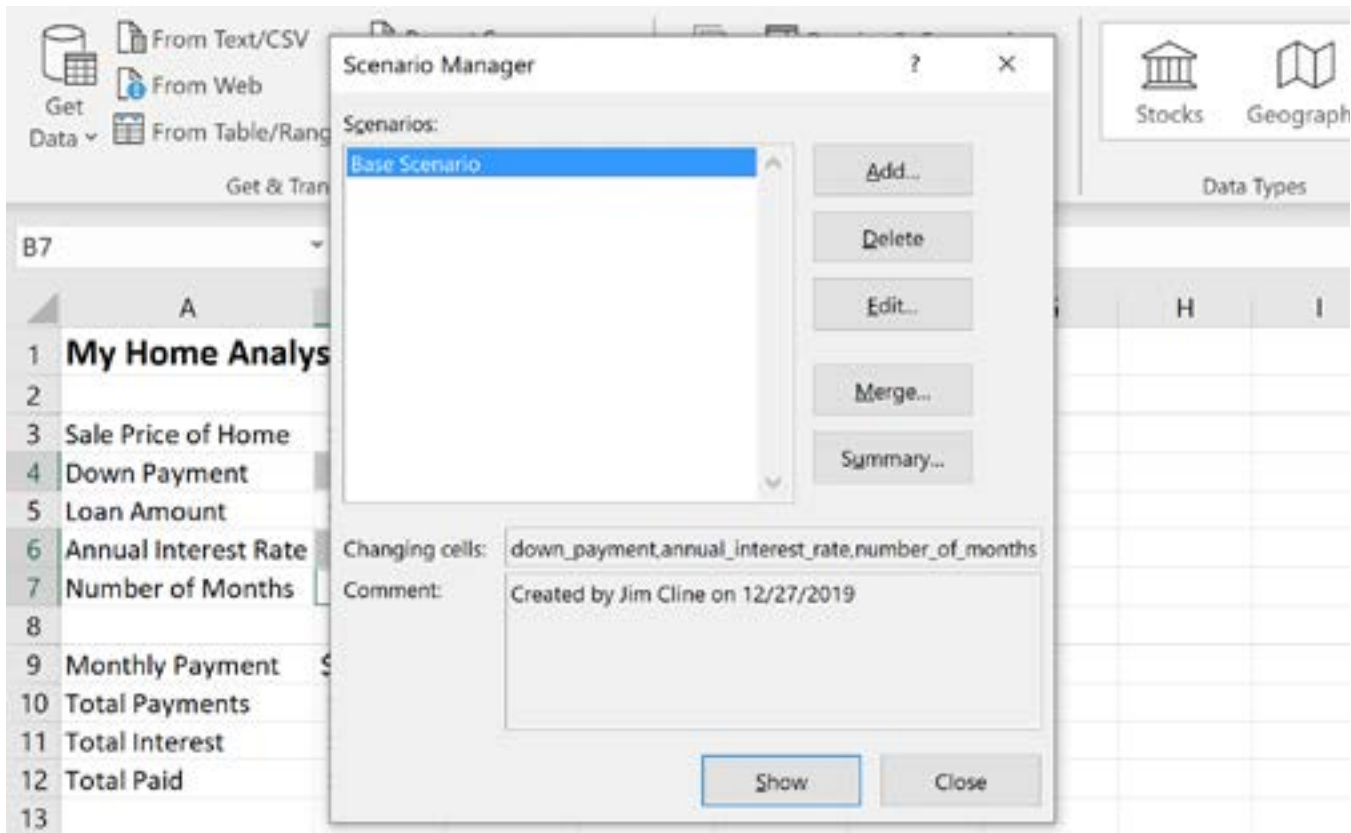 From Text/CSV
From Web
Get
Data
From Table/Rang
Get & Tran
Stocks
Geograph
Data Types
Scenario Manager
?
Scenarios:
Base Scenario
Add...
Delete
Edit...
Merge...
Summary...
Changing cells: down_payment,annual_interest_rate,number_of_months
Comment: Created by Jim Cline on 12/27/2019
Show
Close
B7
A
H
I
1 My Home Analys
2
3 Sale Price of Home
4 Down Payment
5 Loan Amount
6 Annual Interest Rate
7 Number of Months
8
9 Monthly Payment
10 Total Payments
11 Total Interest
12 Total Paid
13